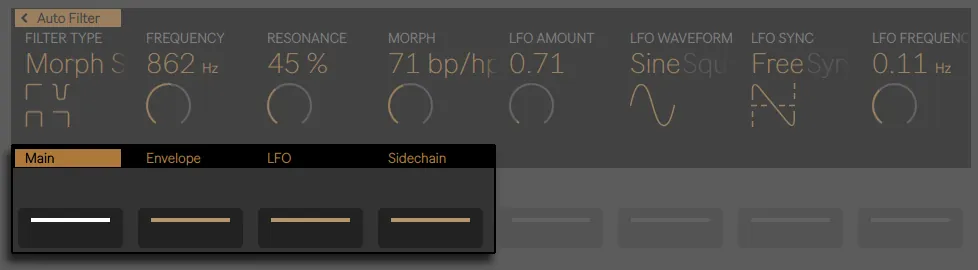 Auto Filter
FILTER TYPE FREQUENCY RESONANCE MORPH LFO AMOUNT LFO WAVEFORM LFO SYNC LFO FREQUENC
Morph S 862 Hz 45 % 71 bp/hp 0.71 Sine Squ Free Syn 0.11 Hz
Main Envelope LFO Sidechain